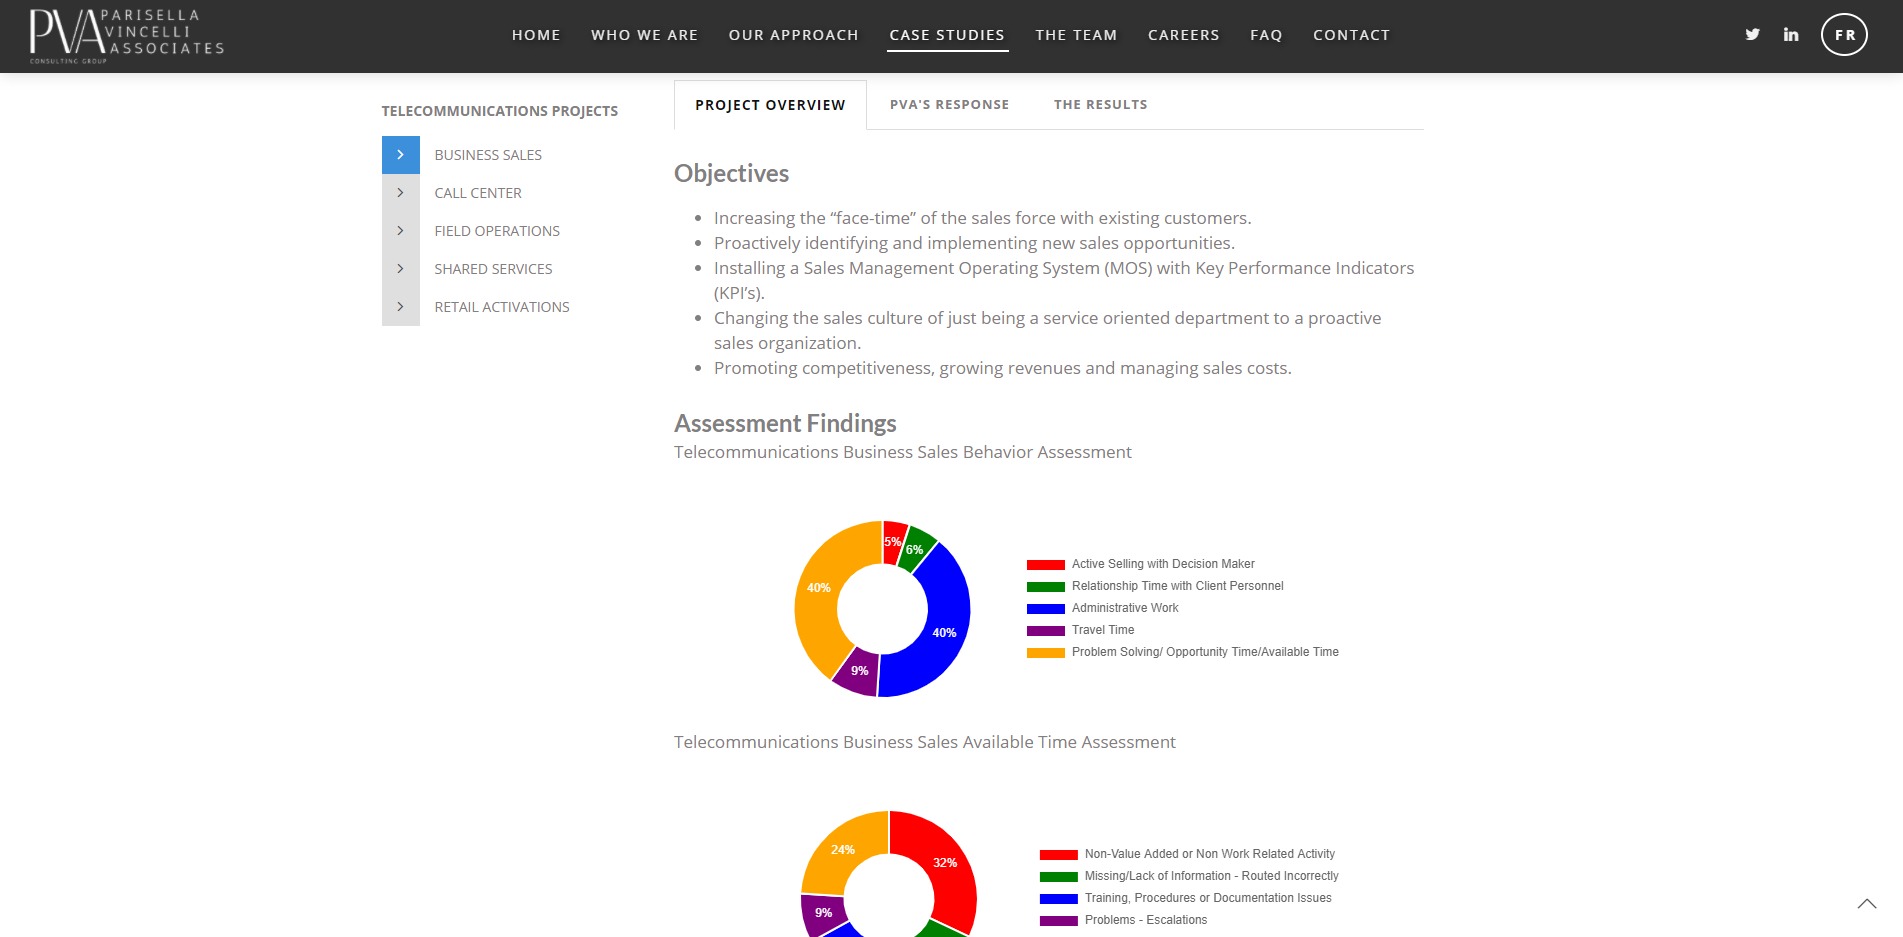 PVA PARISELLA
VINCELLI
ASSOCIATES
CONSULTING GROUP
HOME WHO WE ARE OUR APPROACH CASE STUDIES THE TEAM CAREERS FAQ CONTACT
FR
TELECOMMUNICATIONS PROJECTS
BUSINESS SALES
CALL CENTER
FIELD OPERATIONS
SHARED SERVICES
RETAIL ACTIVATIONS
PROJECT OVERVIEW PVA'S RESPONSE THE RESULTS
Objectives
Increasing the “face-time” of the sales force with existing customers.
Proactively identifying and implementing new sales opportunities.
Installing a Sales Management Operating System (MOS) with Key Performance Indicators
(KPI’s).
Changing the sales culture of just being a service oriented department to a proactive
sales organization.
Promoting competitiveness, growing revenues and managing sales costs.
Assessment Findings
Telecommunications Business Sales Behavior Assessment
5%
6%
40%
40%
9%
Active Selling with Decision Maker
Relationship Time with Client Personnel
Administrative Work
Travel Time
Problem Solving/ Opportunity Time/Available Time
Telecommunications Business Sales Available Time Assessment
24%
32%
9%
Non-Value Added or Non Work Related Activity
Missing/Lack of Information - Routed Incorrectly
Training, Procedures or Documentation Issues
Problems - Escalations